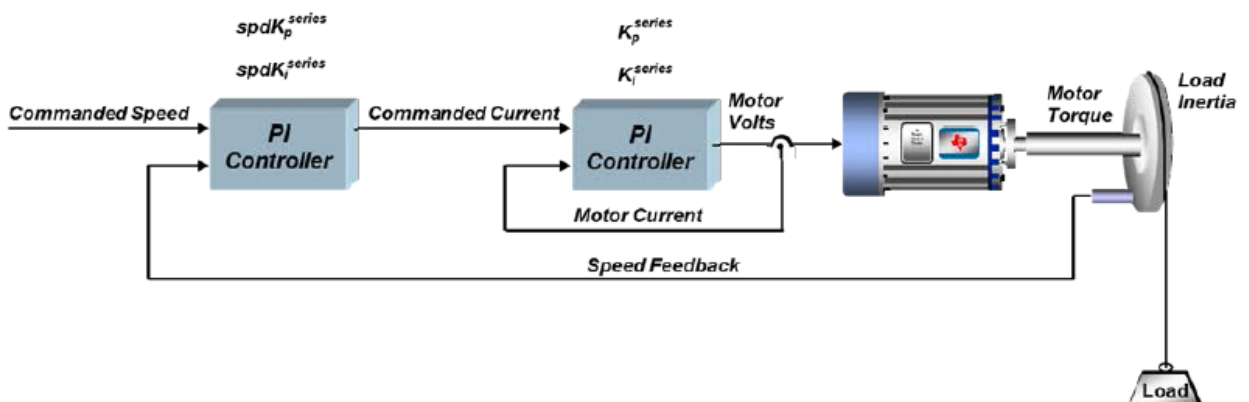 spdKₚˢᵉʳⁱᵉˢ
Kₚˢᵉʳⁱᵉˢ
spdKᵢˢᵉʳⁱᵉˢ
Kᵢˢᵉʳⁱᵉˢ
Commanded Speed
PI
Controller
Commanded Current
PI
Controller
Motor
Volts
Motor
Torque
Load
Inertia
Motor Current
Speed Feedback
Load